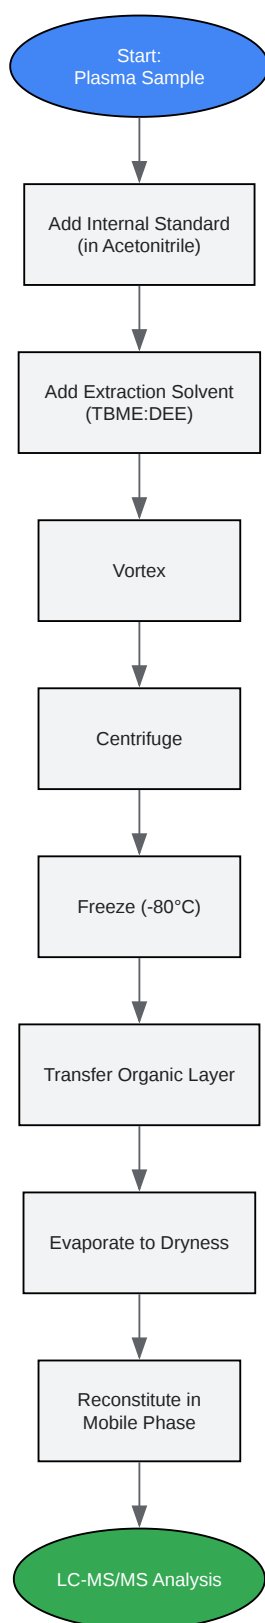 Start:
Plasma Sample
Add Internal Standard
(in Acetonitrile)
Add Extraction Solvent
(TBME:DEE)
Vortex
Centrifuge
Freeze (-80°C)
Transfer Organic Layer
Evaporate to Dryness
Reconstitute in
Mobile Phase
LC-MS/MS Analysis